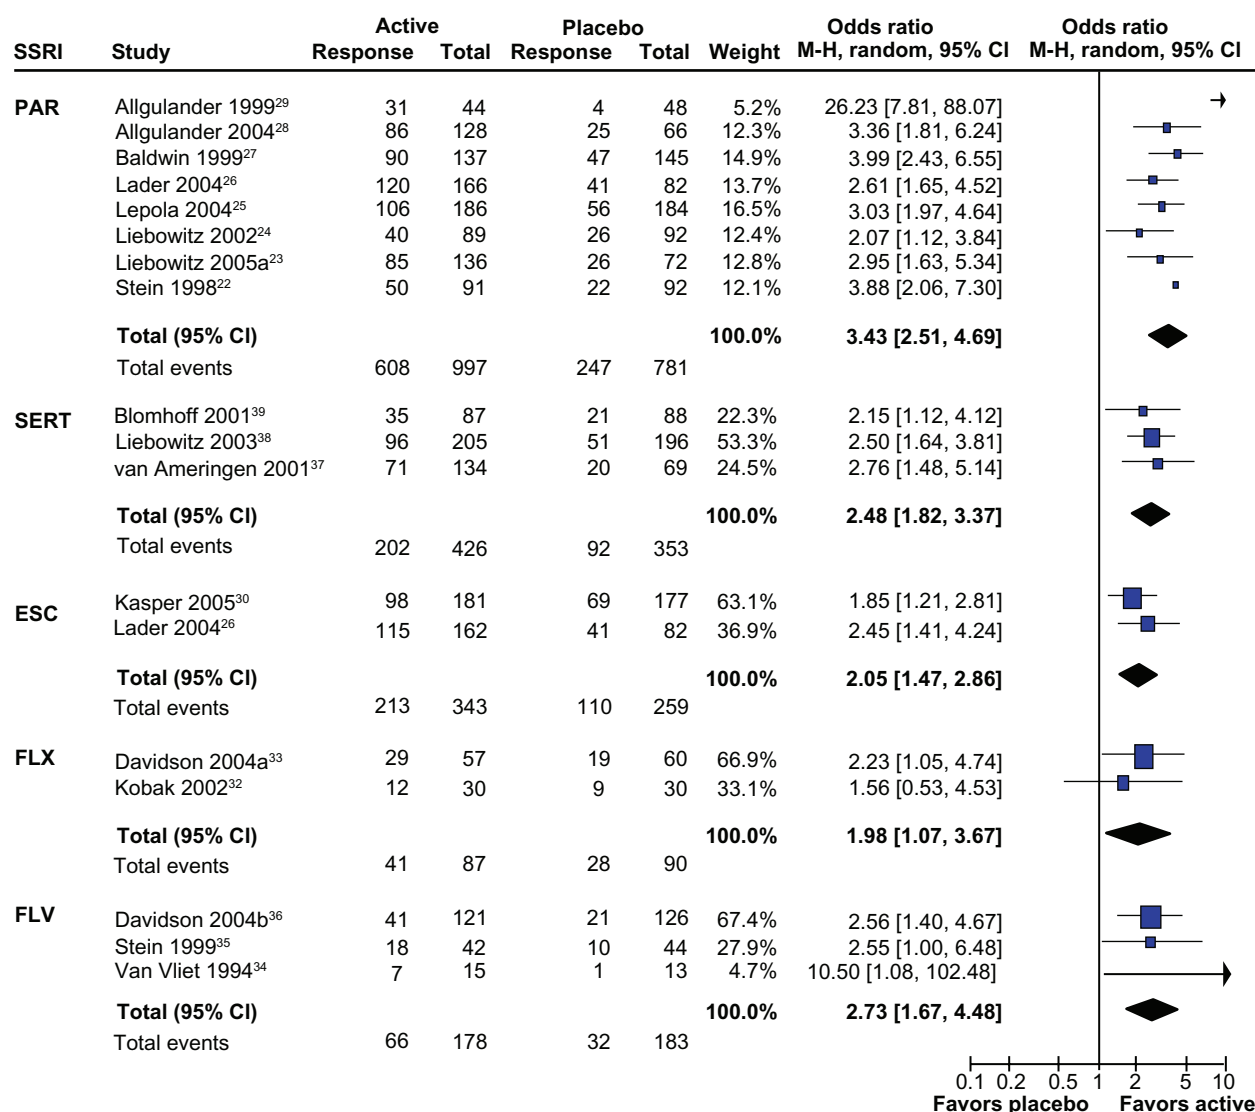 Active Placebo Odds ratio Odds ratio
SSRI Study Response Total Response Total Weight M-H, random, 95% CI M-H, random, 95% CI
PAR Allgulander 1999²⁹ 31 44 4 48 5.2% 26.23 [7.81, 88.07]
Allgulander 2004²⁸ 86 128 25 66 12.3% 3.36 [1.81, 6.24]
Baldwin 1999²⁷ 90 137 47 145 14.9% 3.99 [2.43, 6.55]
Lader 2004²⁶ 120 166 41 82 13.7% 2.61 [1.65, 4.52]
Lepola 2004²⁵ 106 186 56 184 16.5% 3.03 [1.97, 4.64]
Liebowitz 2002²⁴ 40 89 26 92 12.4% 2.07 [1.12, 3.84]
Liebowitz 2005a²³ 85 136 26 72 12.8% 2.95 [1.63, 5.34]
Stein 1998²² 50 91 22 92 12.1% 3.88 [2.06, 7.30]
Total (95% CI) 100.0% 3.43 [2.51, 4.69]
Total events 608 997 247 781
SERT Blomhoff 2001³⁹ 35 87 21 88 22.3% 2.15 [1.12, 4.12]
Liebowitz 2003³⁸ 96 205 51 196 53.3% 2.50 [1.64, 3.81]
van Ameringen 2001³⁷ 71 134 20 69 24.5% 2.76 [1.48, 5.14]
Total (95% CI) 100.0% 2.48 [1.82, 3.37]
Total events 202 426 92 353
ESC Kasper 2005³⁰ 98 181 69 177 63.1% 1.85 [1.21, 2.81]
Lader 2004²⁶ 115 162 41 82 36.9% 2.45 [1.41, 4.24]
Total (95% CI) 100.0% 2.05 [1.47, 2.86]
Total events 213 343 110 259
FLX Davidson 2004a³³ 29 57 19 60 66.9% 2.23 [1.05, 4.74]
Kobak 2002³² 12 30 9 30 33.1% 1.56 [0.53, 4.53]
Total (95% CI) 100.0% 1.98 [1.07, 3.67]
Total events 41 87 28 90
FLV Davidson 2004b³⁶ 41 121 21 126 67.4% 2.56 [1.40, 4.67]
Stein 1999³⁵ 18 42 10 44 27.9% 2.55 [1.00, 6.48]
Van Vliet 1994³⁴ 7 15 1 13 4.7% 10.50 [1.08, 102.48]
Total (95% CI) 100.0% 2.73 [1.67, 4.48]
Total events 66 178 32 183
0.1 0.2 0.5 1 2 5 10
Favors placebo Favors active